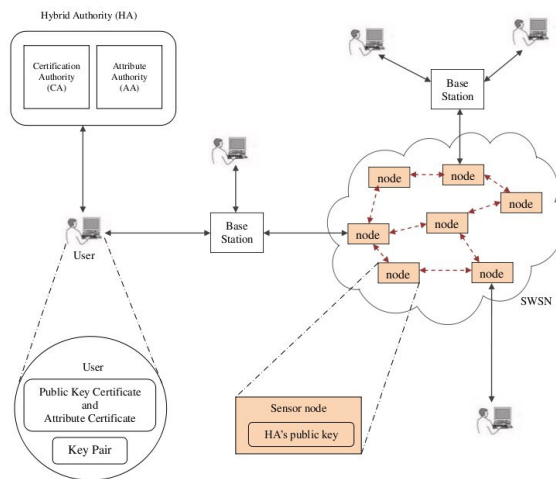 Hybrid Authority (HA)
Certification
Authority
(CA)
Attribute
Authority
(AA)
Base
Station
node
node
node
node
node
node
node
SWSN
Base
Station
User
User
Public Key Certificate
and
Attribute Certificate
Key Pair
Sensor node
HA's public key